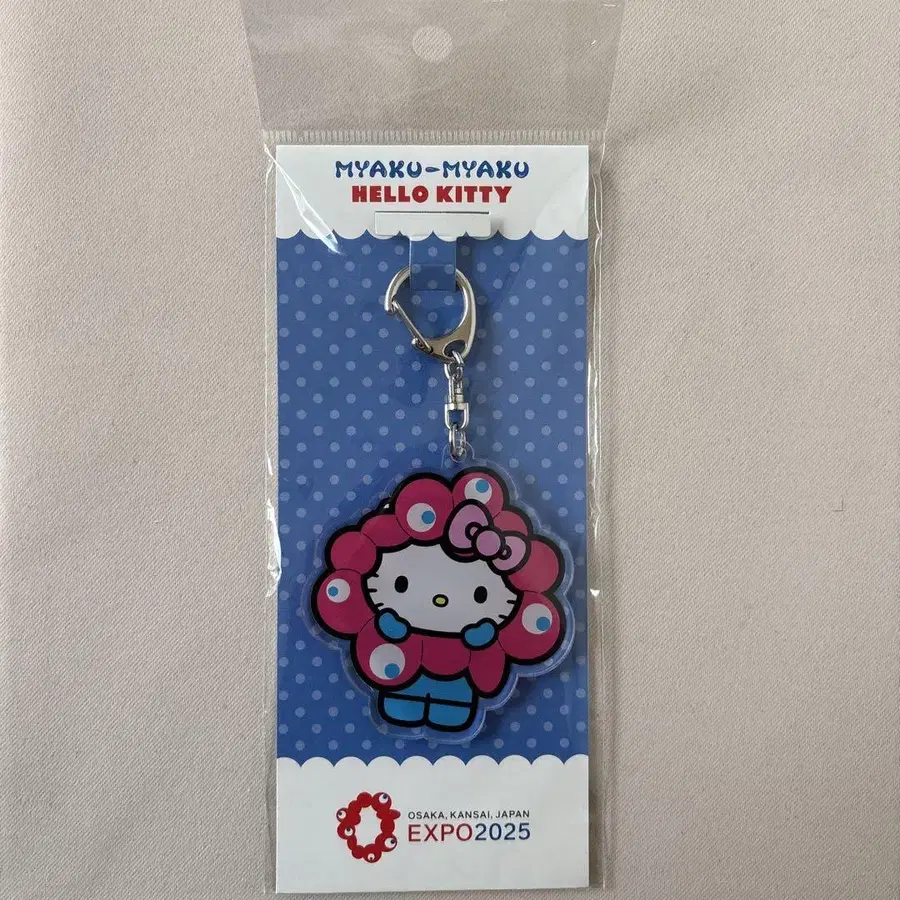 MYAKU-MYAKU
HELLO KITTY
OSAKA, KANSAI, JAPAN
EXPO2025